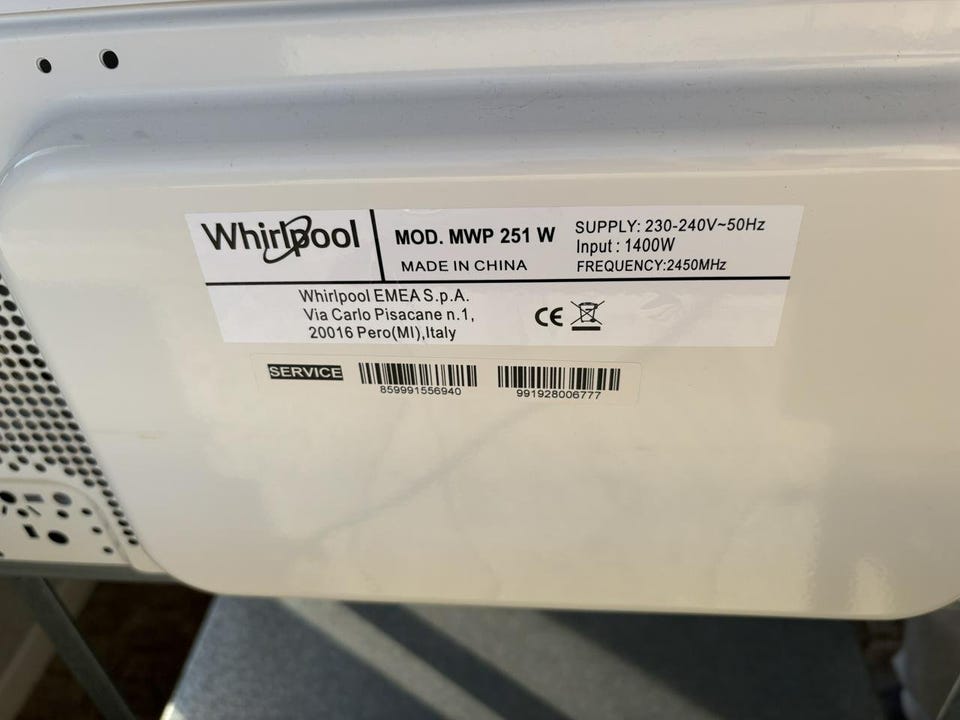 Whirlpool
MOD. MWP 251 W
MADE IN CHINA
SUPPLY: 230-240V~50Hz
Input : 1400W
FREQUENCY:2450MHz
Whirlpool EMEA S.p.A.
Via Carlo Pisacane n.1,
20016 Pero(MI),Italy
CE
SERVICE
859991556940
991928006777